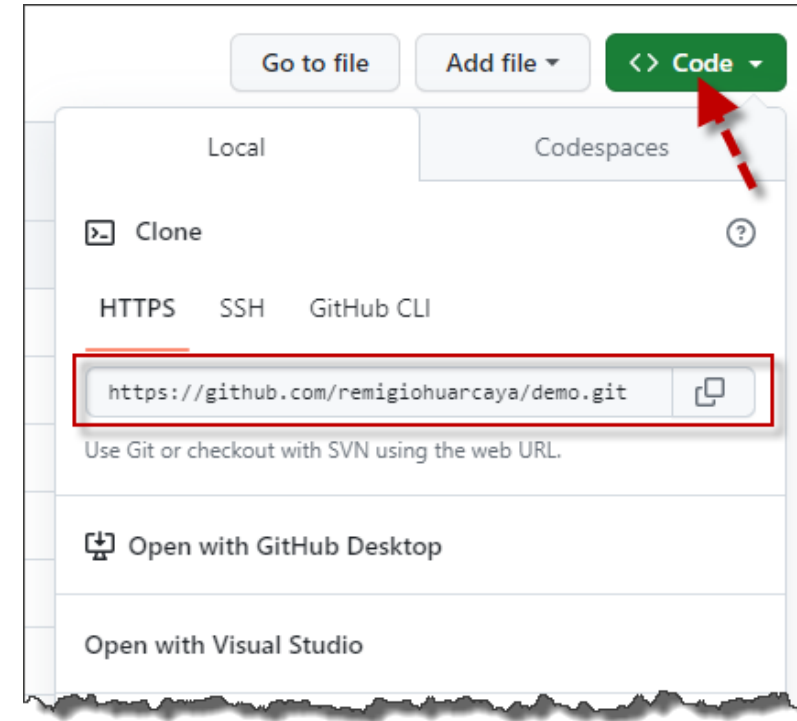 Go to file Add file <> Code
Local Codespaces
Clone
HTTPS SSH GitHub CLI
https://github.com/remigiohuarcaya/demo.git
Use Git or checkout with SVN using the web URL.
Open with GitHub Desktop
Open with Visual Studio